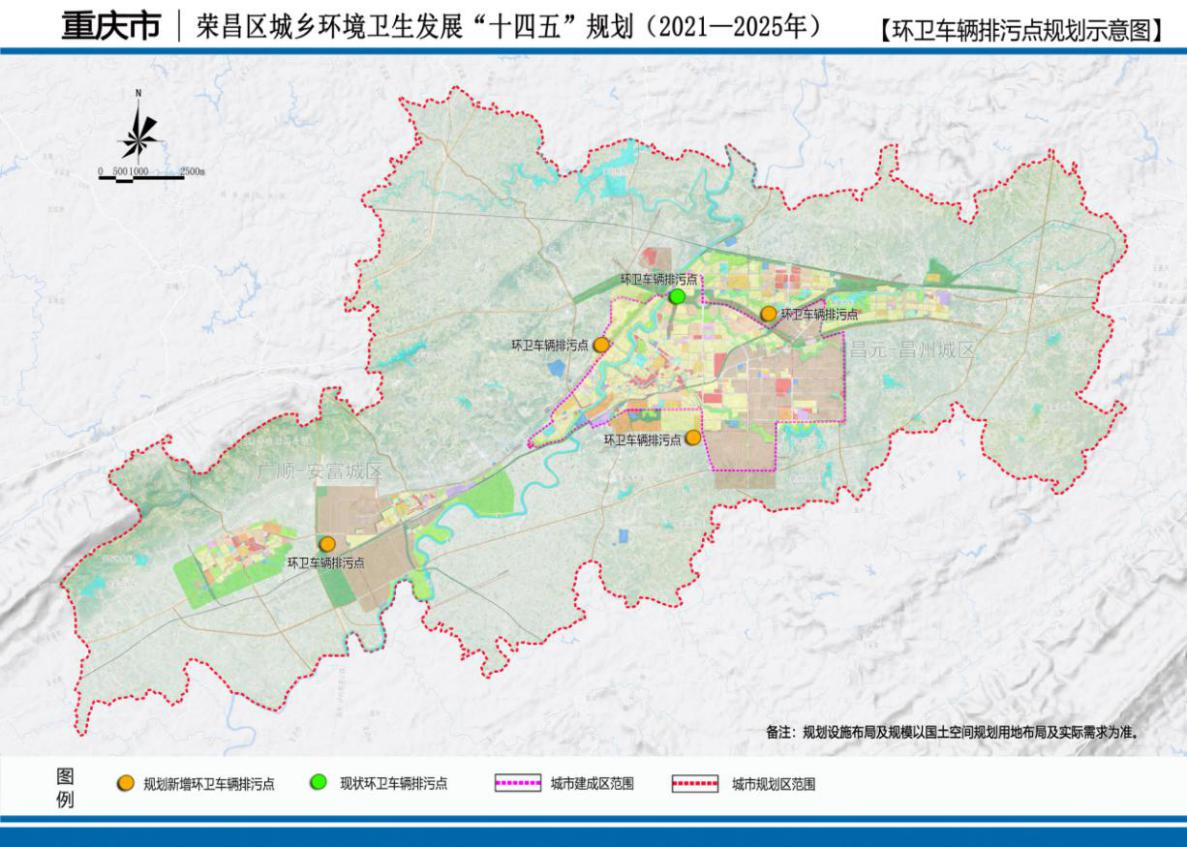 重庆市 荣昌区城乡环境卫生发展“十四五”规划（2021—2025年） 【环卫车辆排污点规划示意图】
N
0 500 1000 2500m
环卫车辆排污点
环卫车辆排污点
环卫车辆排污点
昌元-昌州城区
环卫车辆排污点
广顺-安富城区
环卫车辆排污点
备注：规划设施布局及规模以国土空间规划用地布局及实际需求为准。
图例
规划新增环卫车辆排污点 现状环卫车辆排污点 城市建成区范围 城市规划区范围